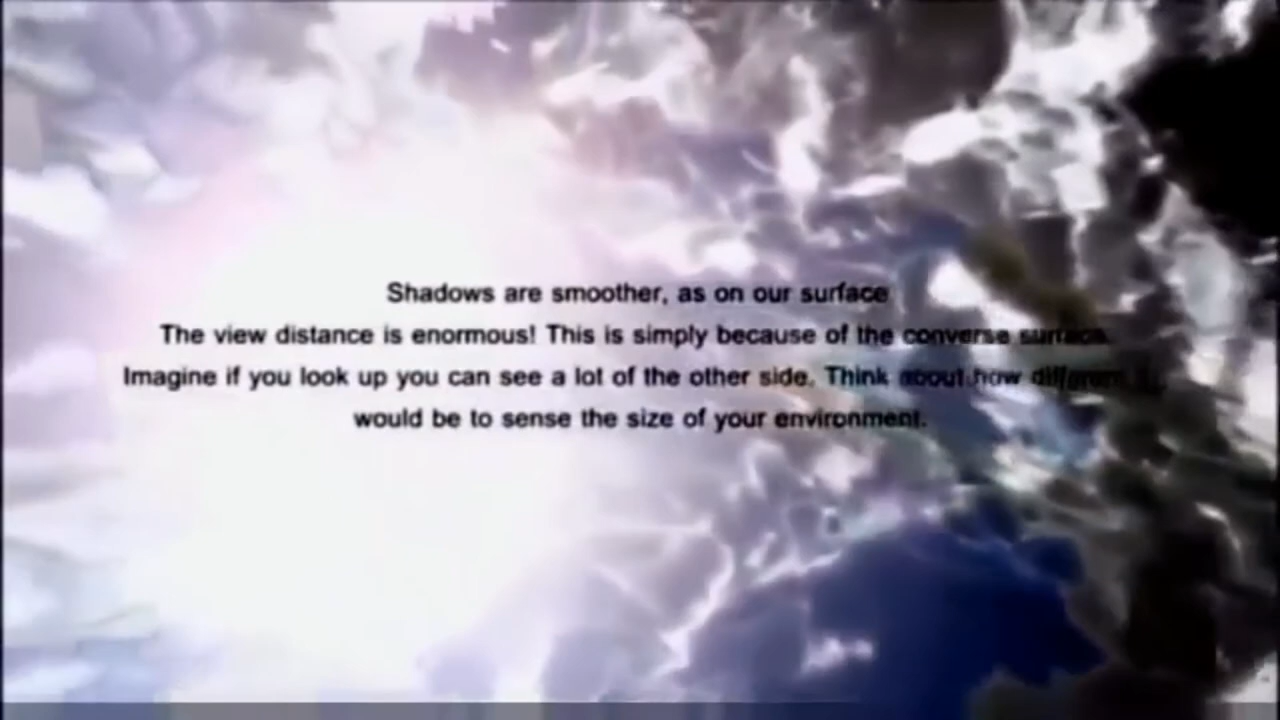 Shadows are smoother, as on our surface
The view distance is enormous! This is simply because of the converse surface.
Imagine if you look up you can see a lot of the other side. Think about how different
would be to sense the size of your environment.